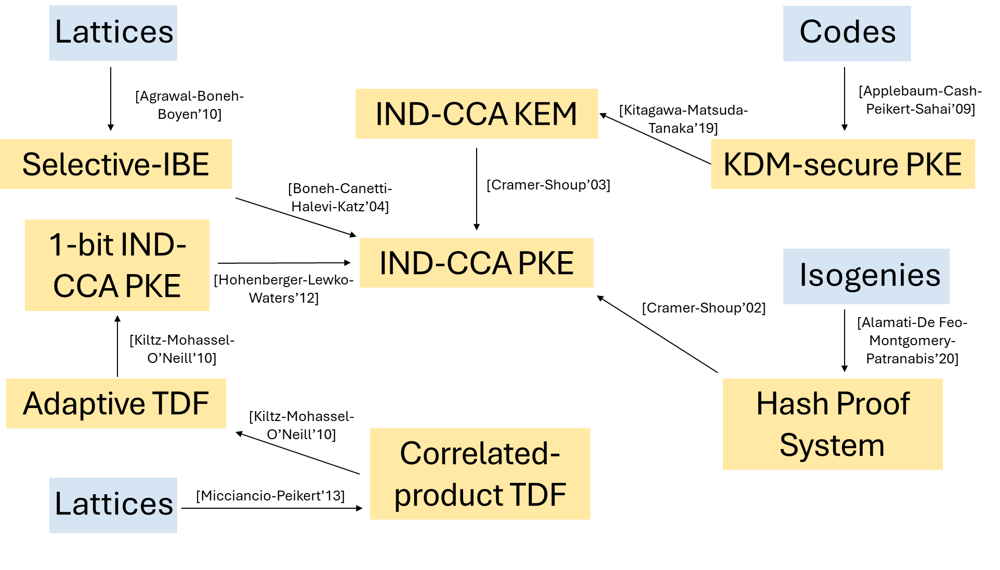 Lattices
Codes
[Agrawal-Boneh-
Boyen’10]
IND-CCA KEM
[Kitagawa-Matsuda-
Tanaka’19]
[Applebaum-Cash-
Peikert-Sahai’09]
Selective-IBE
KDM-secure PKE
[Boneh-Canetti-
Halevi-Katz’04]
[Cramer-Shoup’03]
1-bit IND-
CCA PKE
[Hohenberger-Lewko-
Waters’12]
IND-CCA PKE
Isogenies
[Cramer-Shoup’02]
[Alamati-De Feo-
Montgomery-
Patranabis’20]
[Kiltz-Mohassel-
O’Neill’10]
Adaptive TDF
Hash Proof
System
[Kiltz-Mohassel-
O’Neill’10]
Correlated-
product TDF
Lattices
[Micciancio-Peikert’13]